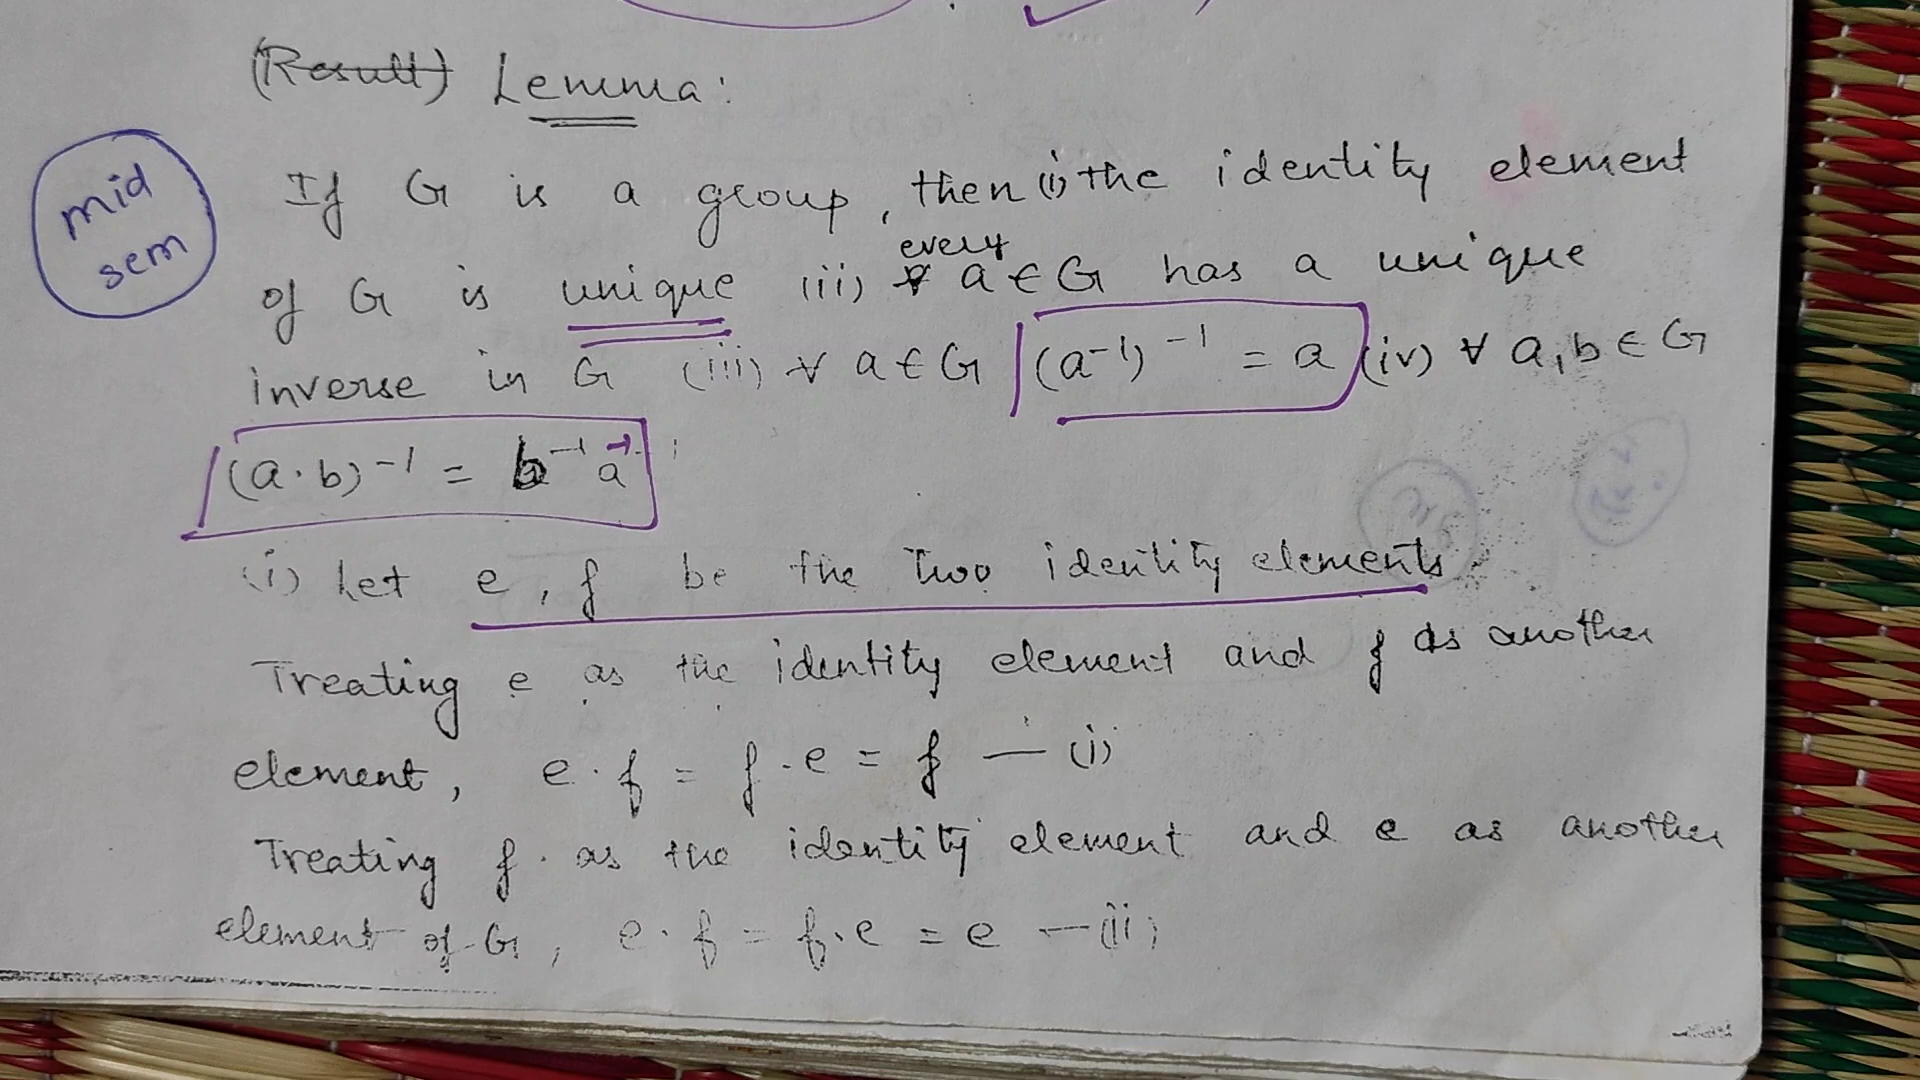 (Result) Lemma:
mid
sem
If G is a group, then (i) the identity element
every
of G is unique (ii) ∀ a ∈ G has a unique
inverse in G (iii) ∀ a ∈ G (a⁻¹)⁻¹ = a (iv) ∀ a, b ∈ G
(a·b)⁻¹ = b⁻¹ a⁻¹
(i) Let e, f be the two identity elements
Treating e as the identity element and f as another
element, e·f = f·e = f — (i)
Treating f as the identity element and e as another
element of G, e·f = f·e = e — (ii)